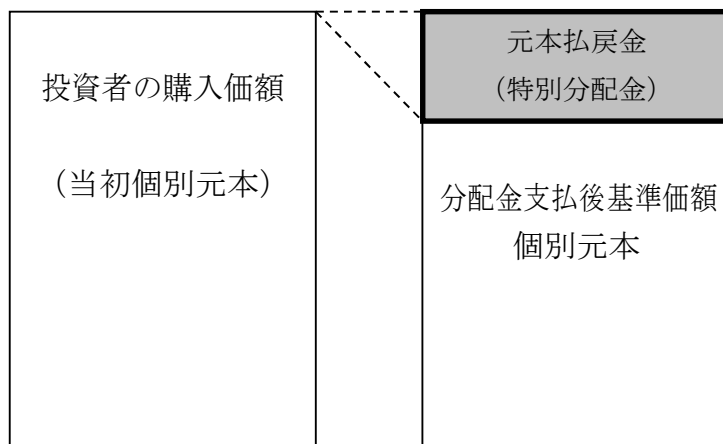 投資者の購入価額
(当初個別元本)
元本払戻金
(特別分配金)
分配金支払後基準価額
個別元本